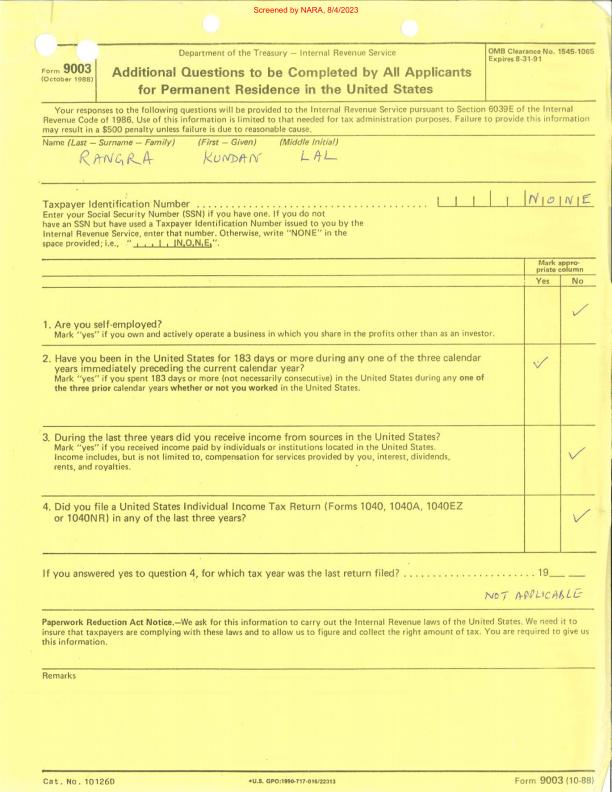 Screened by NARA, 8/4/2023
Form 9003
(October 1988)
Department of the Treasury — Internal Revenue Service
Additional Questions to be Completed by All Applicants
for Permanent Residence in the United States
OMB Clearance No. 1545-1065
Expires 8-31-91
Your responses to the following questions will be provided to the Internal Revenue Service pursuant to Section 6039E of the Internal
Revenue Code of 1986. Use of this information is limited to that needed for tax administration purposes. Failure to provide this information
may result in a $500 penalty unless failure is due to reasonable cause.
Name (Last — Surname — Family) (First — Given) (Middle Initial)
RANGRA KUNDAN LAL
Taxpayer Identification Number . . . . . . . . . . . . . . . . . . . . . . . . . . . . . . N O N E
Enter your Social Security Number (SSN) if you have one. If you do not
have an SSN but have used a Taxpayer Identification Number issued to you by the
Internal Revenue Service, enter that number. Otherwise, write "NONE" in the
space provided; i.e., " N,O,N,E,".
Mark appro-
priate column
Yes No
✓
1. Are you self-employed?
Mark "yes" if you own and actively operate a business in which you share in the profits other than as an investor.
2. Have you been in the United States for 183 days or more during any one of the three calendar ✓
years immediately preceding the current calendar year?
Mark "yes" if you spent 183 days or more (not necessarily consecutive) in the United States during any one of
the three prior calendar years whether or not you worked in the United States.
3. During the last three years did you receive income from sources in the United States?
Mark "yes" if you received income paid by individuals or institutions located in the United States. ✓
Income includes, but is not limited to, compensation for services provided by you, interest, dividends,
rents, and royalties.
4. Did you file a United States Individual Income Tax Return (Forms 1040, 1040A, 1040EZ
or 1040NR) in any of the last three years? ✓
If you answered yes to question 4, for which tax year was the last return filed? . . . . . . . . . . . . . . . . . . 19__ __
NOT APPLICABLE
Paperwork Reduction Act Notice.—We ask for this information to carry out the Internal Revenue laws of the United States. We need it to
insure that taxpayers are complying with these laws and to allow us to figure and collect the right amount of tax. You are required to give us
this information.
Remarks
Cat. No. 10126D *U.S. GPO:1990-717-016/22313 Form 9003 (10-88)